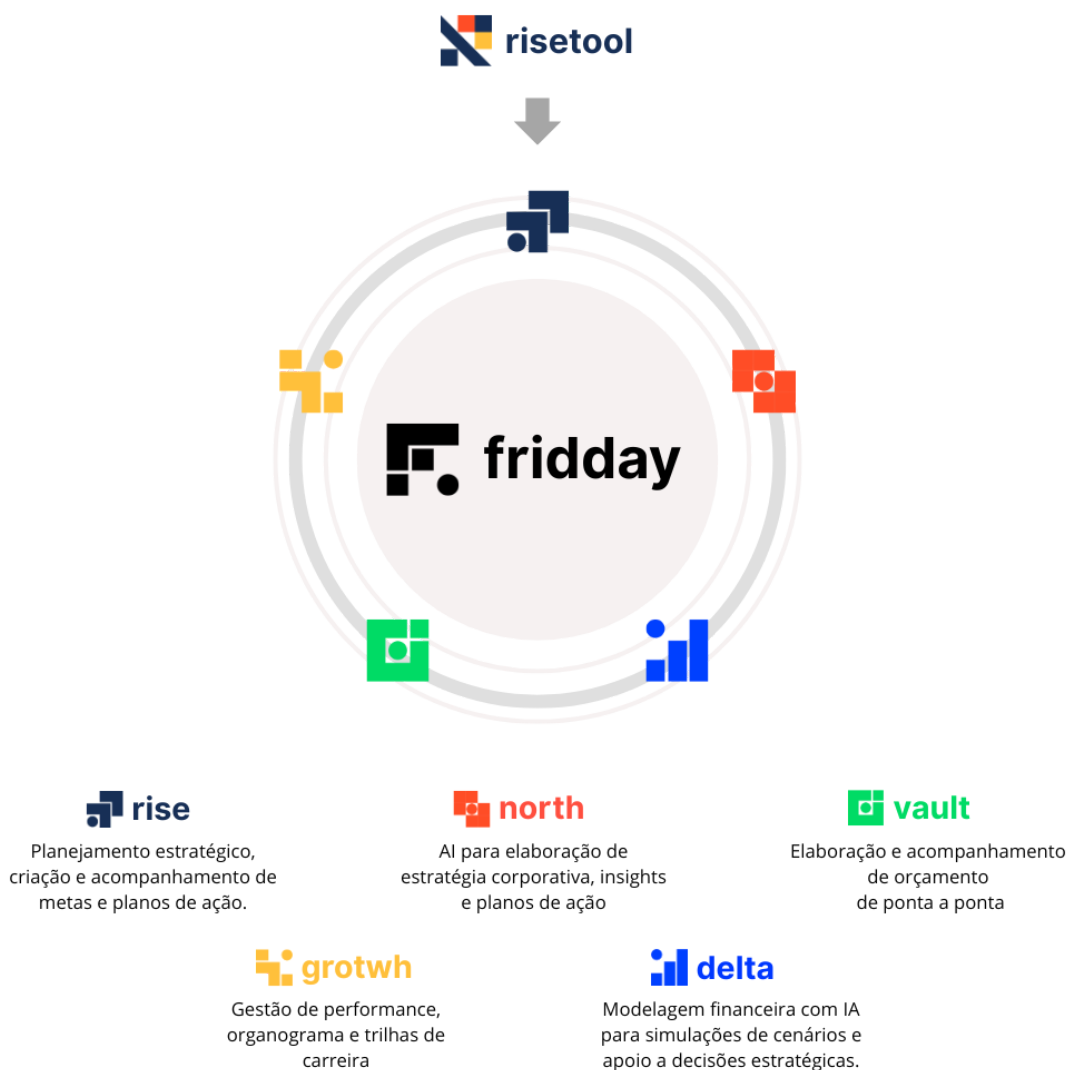 risetool
fridday
rise
Planejamento estratégico,
criação e acompanhamento de
metas e planos de ação.
north
AI para elaboração de
estratégia corporativa, insights
e planos de ação
vault
Elaboração e acompanhamento
de orçamento
de ponta a ponta
grotwh
Gestão de performance,
organograma e trilhas de
carreira
delta
Modelagem financeira com IA
para simulações de cenários e
apoio a decisões estratégicas.